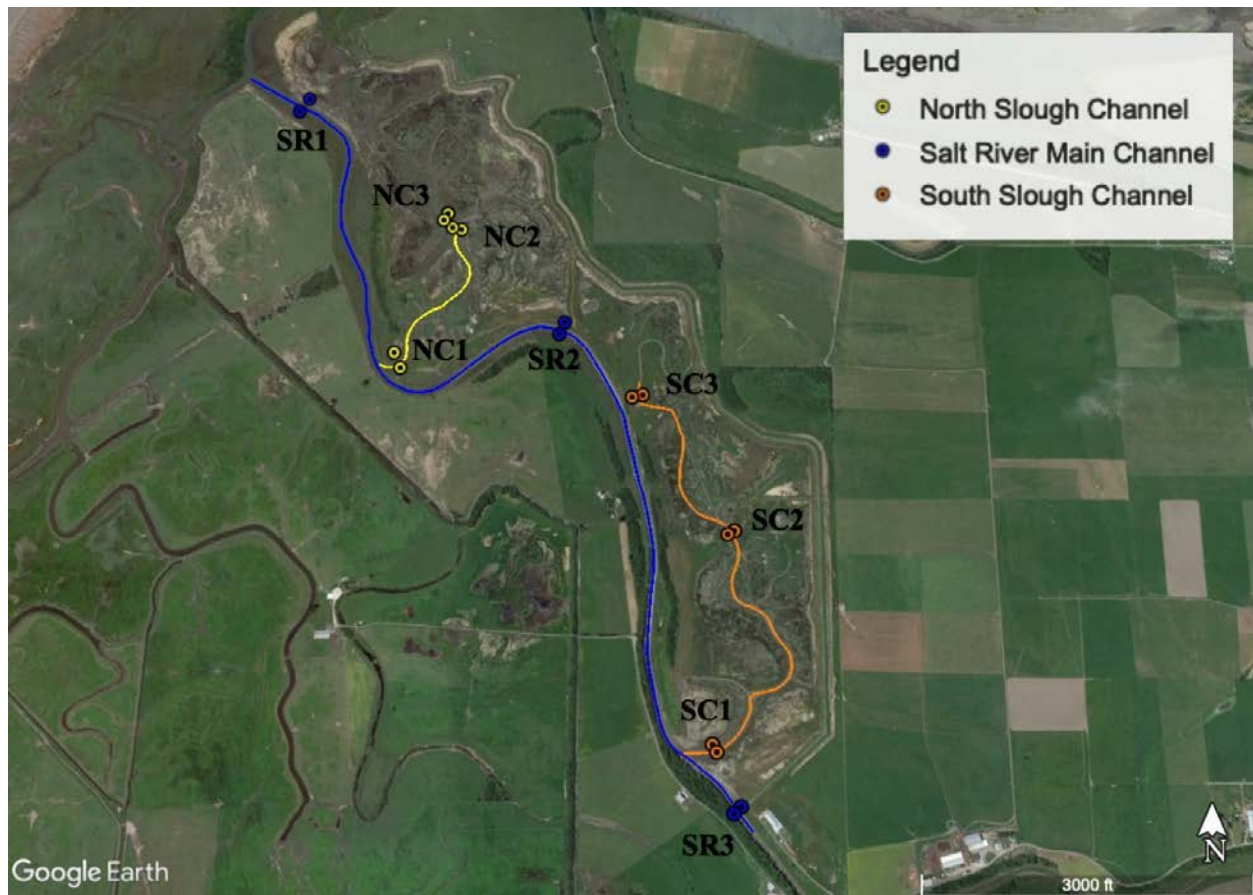 Legend
North Slough Channel
Salt River Main Channel
South Slough Channel
SR1
NC3
NC2
NC1
SR2
SC3
SC2
SC1
SR3
N
Google Earth
3000 ft